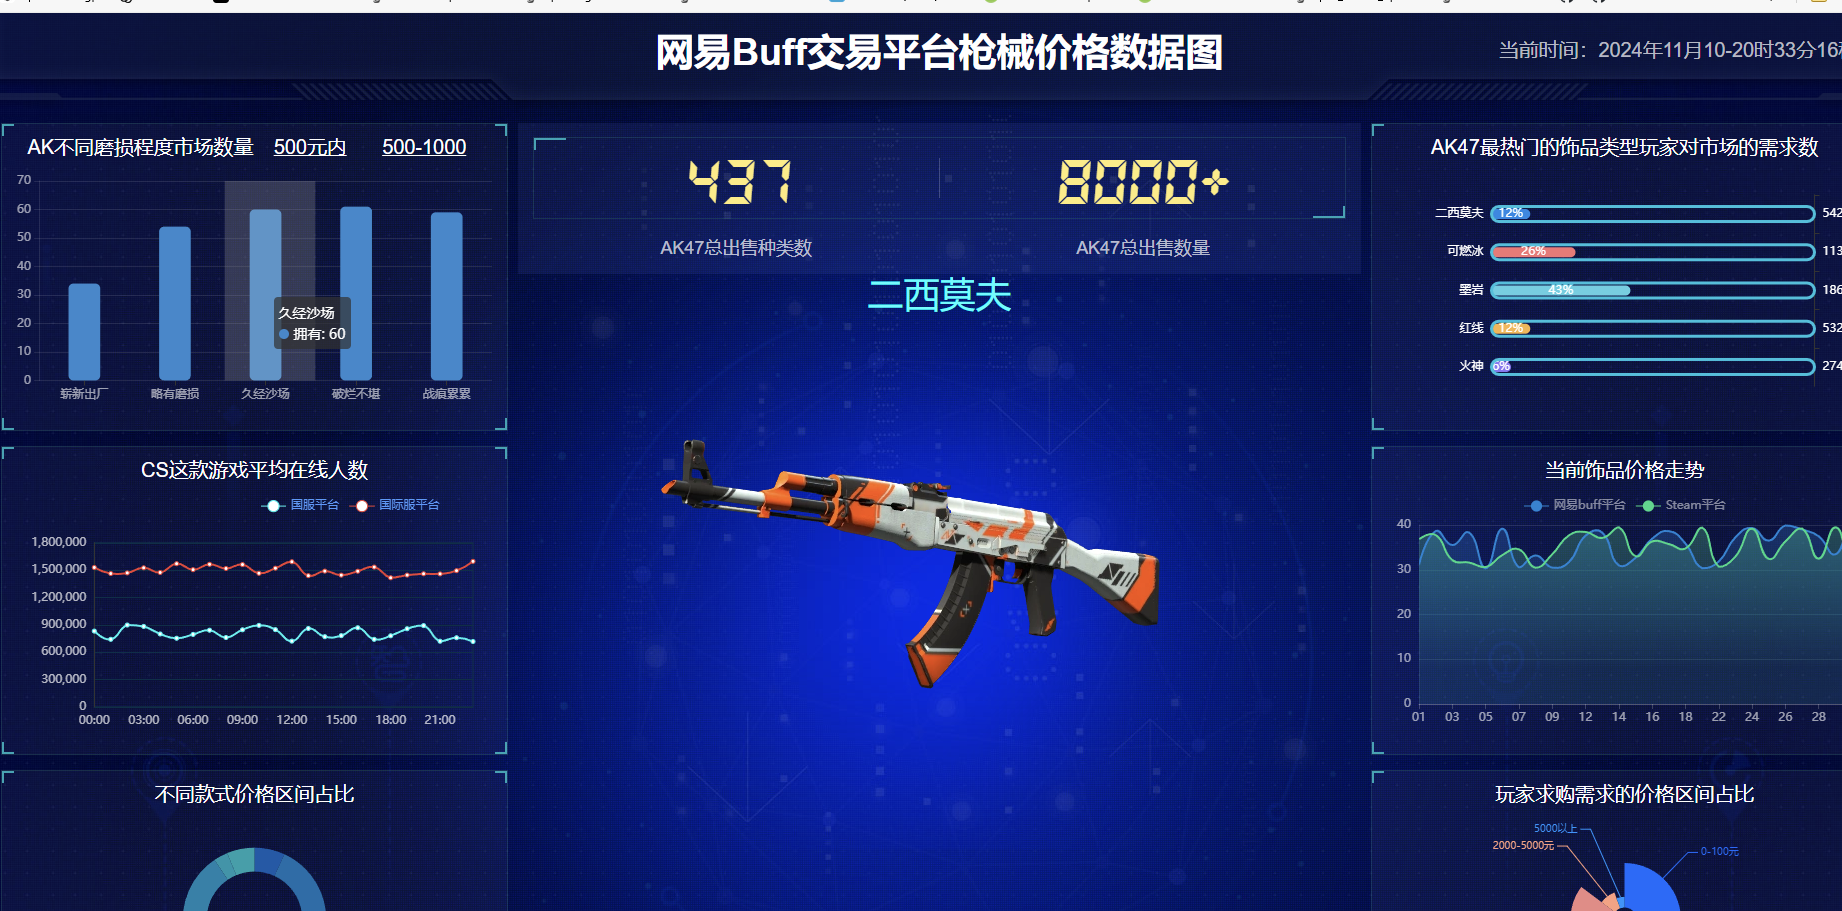 网易Buff交易平台枪械价格数据图
当前时间：2024年11月10-20时33分16
AK不同磨损程度市场数量 500元内 500-1000
70
60
50
40
30
20
10
0
久经沙场
拥有: 60
崭新出厂 略有磨损 久经沙场 破烂不堪 战痕累累
437 8000+
AK47总出售种类数 AK47总出售数量
二西莫夫
AK47最热门的饰品类型玩家对市场的需求数
二西莫夫 12% 542
可燃冰 26% 113
墨岩 43% 186
红线 12% 532
火神 6% 274
CS这款游戏平均在线人数
国服平台 国际服平台
1,800,000
1,500,000
1,200,000
900,000
600,000
300,000
0
00:00 03:00 06:00 09:00 12:00 15:00 18:00 21:00
当前饰品价格走势
网易buff平台 Steam平台
40
30
20
10
0
01 03 05 07 09 12 14 16 18 22 24 26 28
不同款式价格区间占比
玩家求购需求的价格区间占比
5000以上
2000-5000元
0-100元